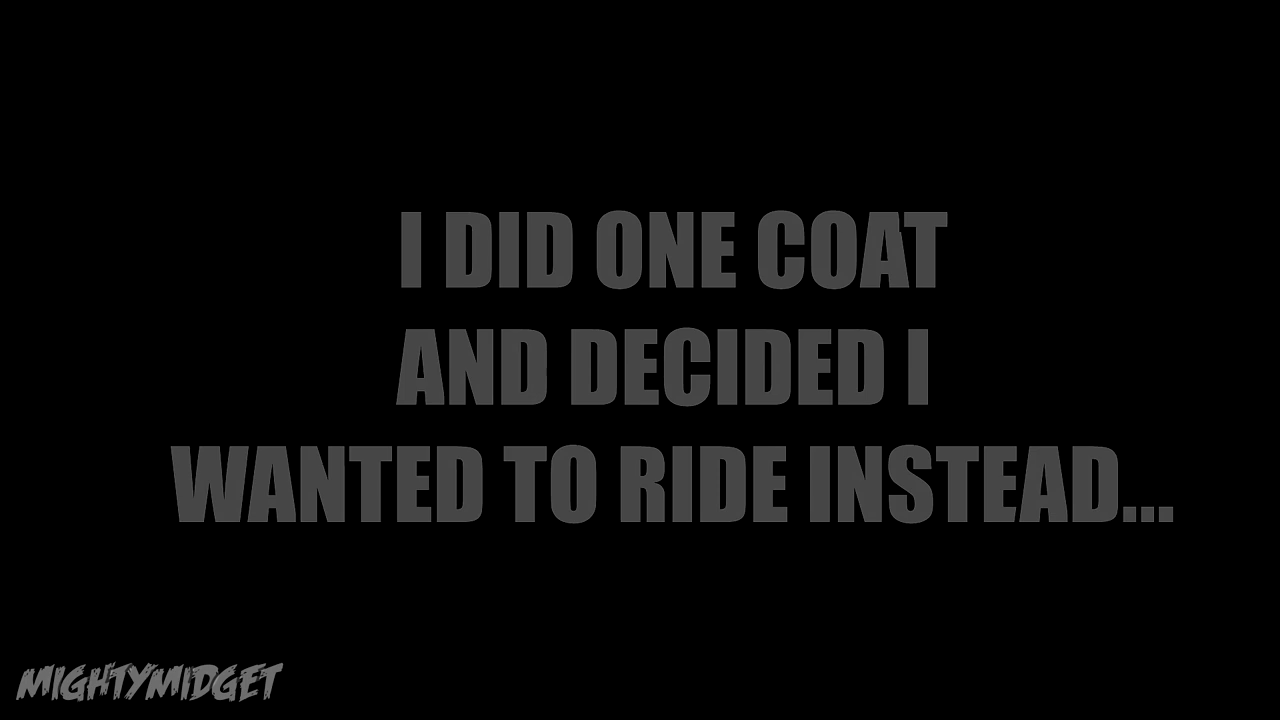 I DID ONE COAT
AND DECIDED I
WANTED TO RIDE INSTEAD...
MIGHTYMIDGET